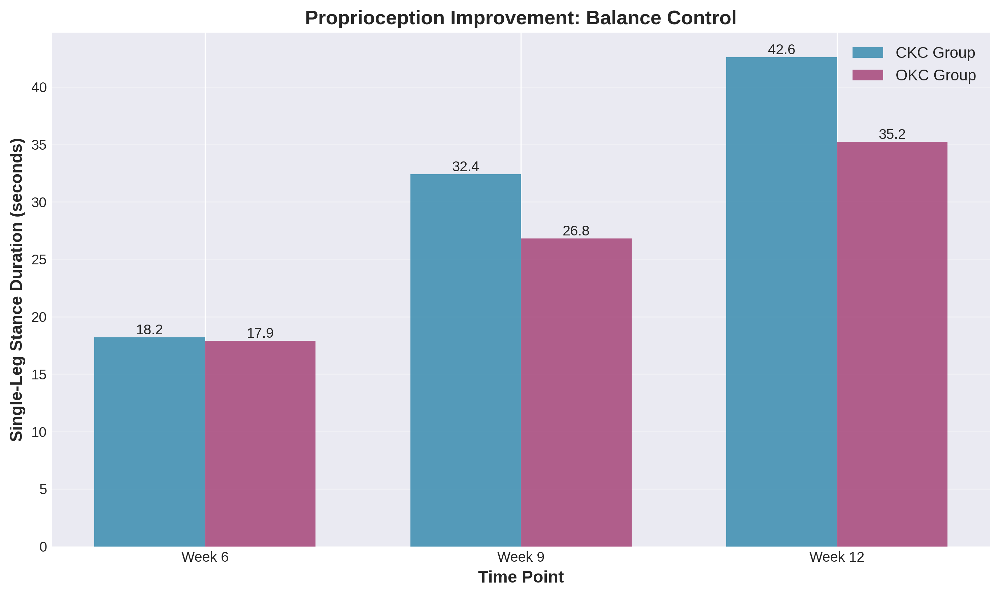 Proprioception Improvement: Balance Control
CKC Group
OKC Group
Single-Leg Stance Duration (seconds)
40
35
30
25
20
15
10
5
0
18.2
17.9
32.4
26.8
42.6
35.2
Week 6
Week 9
Week 12
Time Point